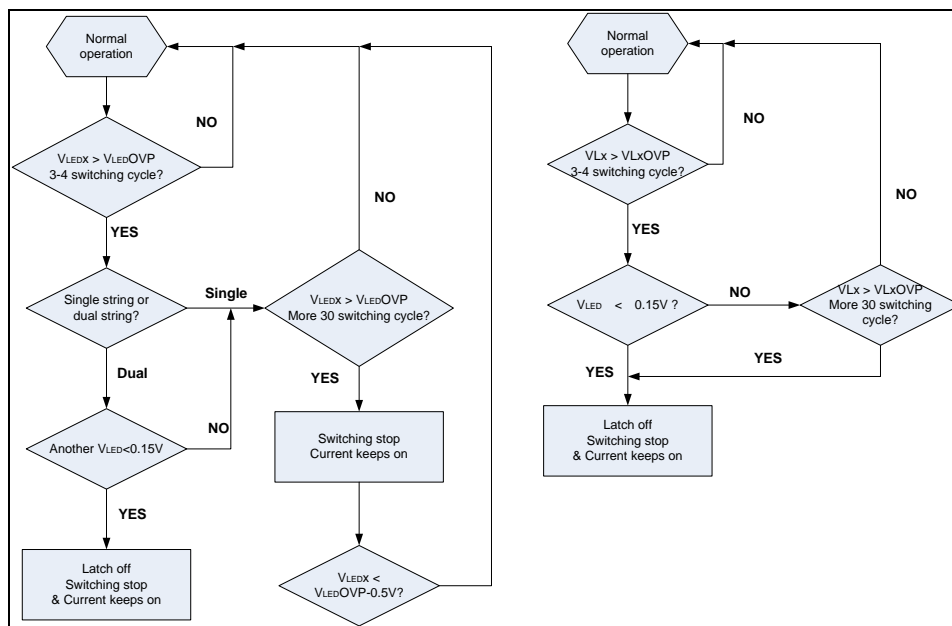 Normal
operation
NO
VLEDX > VLEDOVP
3-4 switching cycle?
YES
Single string or
dual string?
Single
Dual
Another VLED<0.15V
NO
YES
Latch off
Switching stop
& Current keeps on
NO
VLEDX > VLEDOVP
More 30 switching cycle?
YES
Switching stop
Current keeps on
VLEDX <
VLEDOVP-0.5V?
Normal
operation
NO
VLx > VLxOVP
3-4 switching cycle?
YES
VLED < 0.15V ?
NO
NO
VLx > VLxOVP
More 30 switching
cycle?
YES
YES
Latch off
Switching stop
& Current keeps on